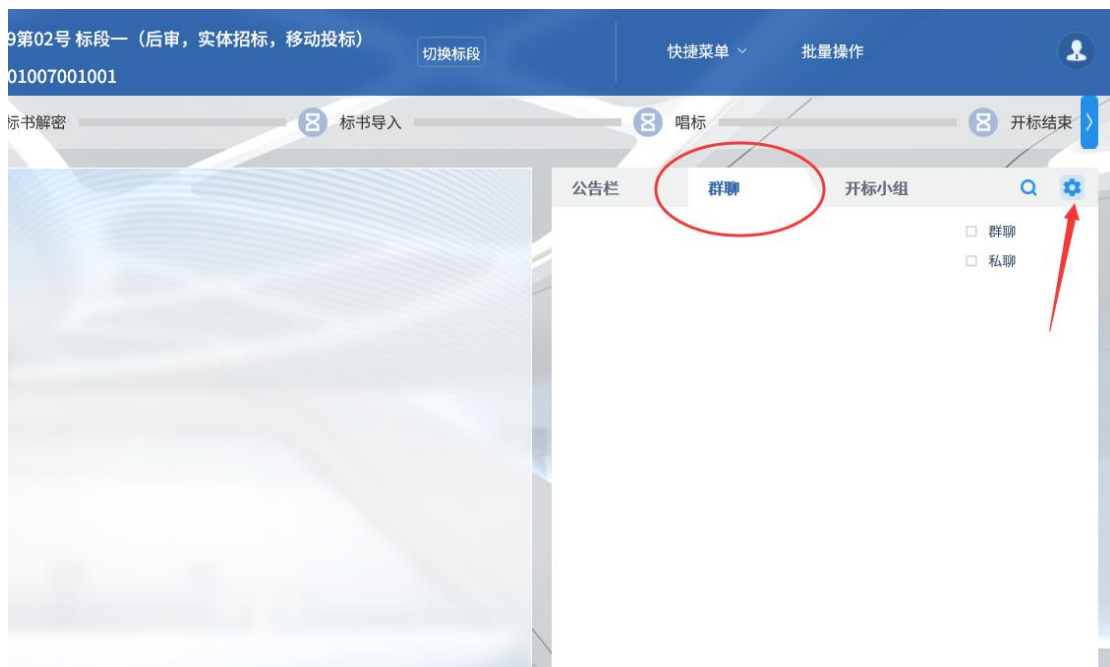 9第02号 标段一（后审，实体招标，移动投标）
切换标段
快捷菜单
批量操作
01007001001
标书解密
标书导入
唱标
开标结束
公告栏
群聊
开标小组
群聊
私聊